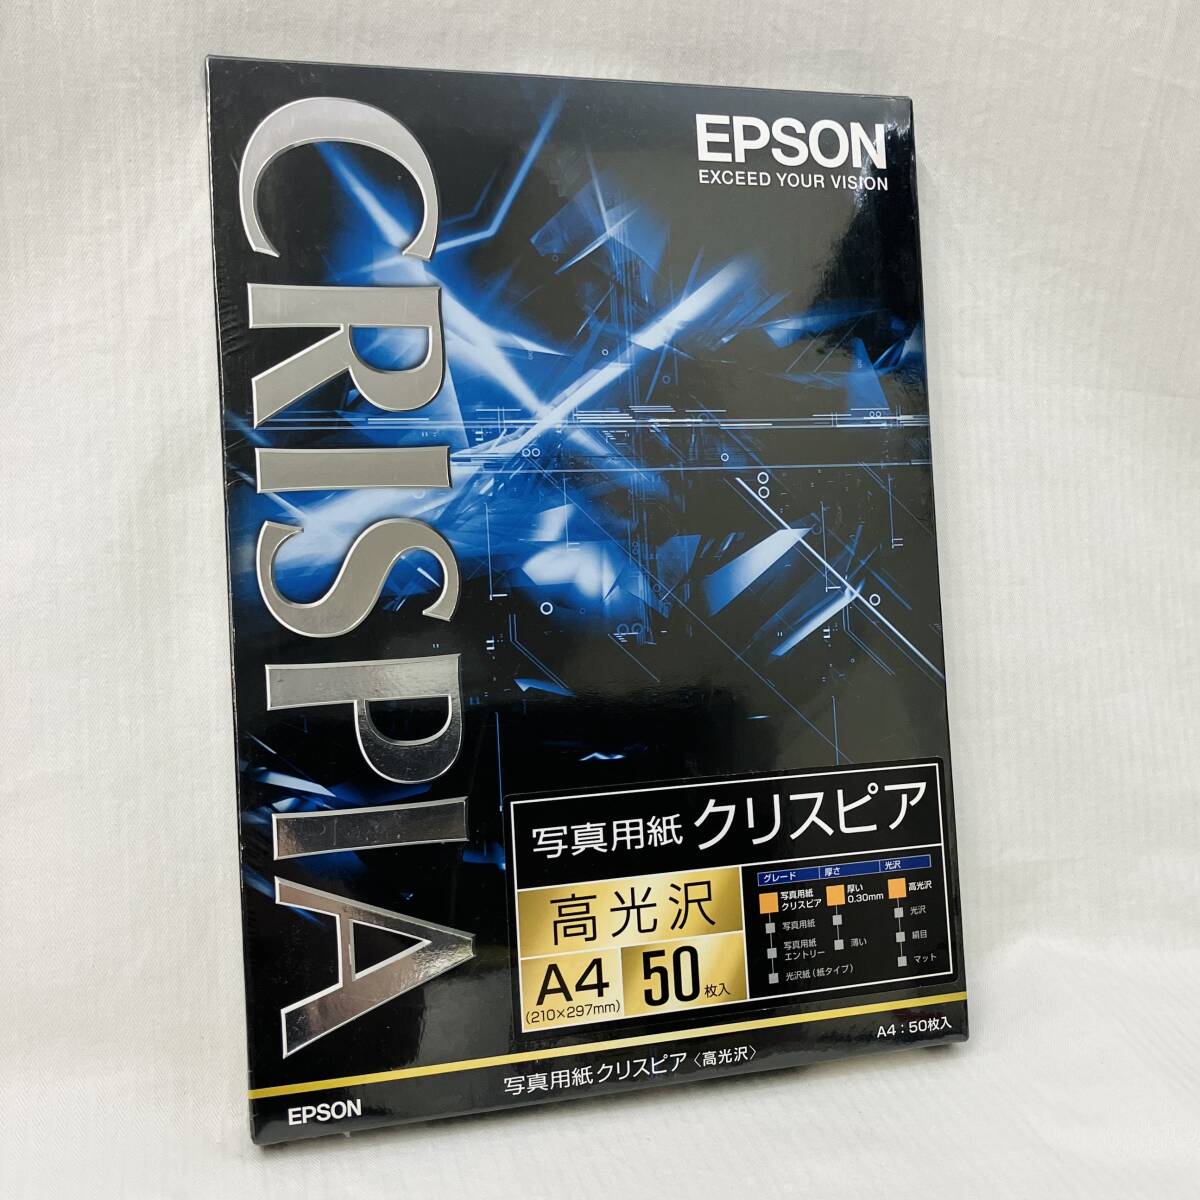 EPSON
EXCEED YOUR VISION
CRISPIA
写真用紙 クリスピア
高光沢
A4
(210×297mm)
50枚入
グレード 厚さ 光沢
写真用紙
クリスピア
写真用紙
写真用紙
エントリー
光沢紙(紙タイプ)
厚い
0.30mm
薄い
高光沢
光沢
絹目
マット
A4:50枚入
写真用紙クリスピア〈高光沢〉
EPSON